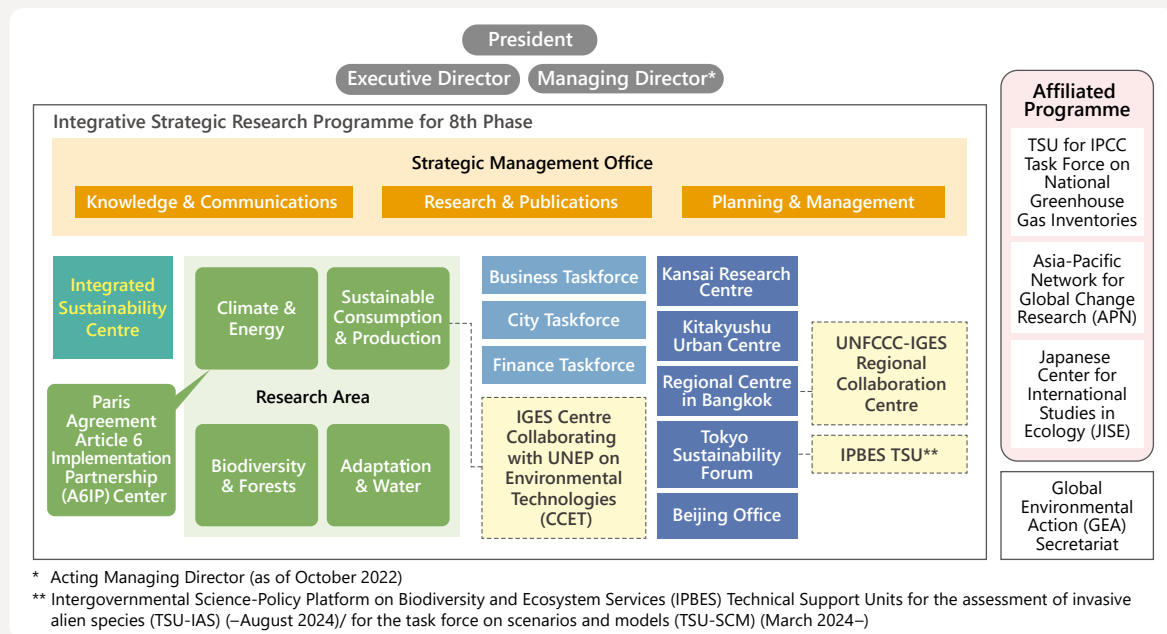 President
Executive Director
Managing Director*
Integrative Strategic Research Programme for 8th Phase
Strategic Management Office
Knowledge & Communications
Research & Publications
Planning & Management
Integrated
Sustainability
Centre
Climate &
Energy
Sustainable
Consumption
& Production
Research Area
Biodiversity
& Forests
Adaptation
& Water
Paris
Agreement
Article 6
Implementation
Partnership
(A6IP) Center
Business Taskforce
City Taskforce
Finance Taskforce
IGES Centre
Collaborating
with UNEP on
Environmental
Technologies
(CCET)
Kansai Research
Centre
Kitakyushu
Urban Centre
Regional Centre
in Bangkok
Tokyo
Sustainability
Forum
Beijing Office
UNFCCC-IGES
Regional
Collaboration
Centre
IPBES TSU**
Affiliated
Programme
TSU for IPCC
Task Force on
National
Greenhouse
Gas Inventories
Asia-Pacific
Network for
Global Change
Research (APN)
Japanese
Center for
International
Studies in
Ecology (JISE)
Global
Environmental
Action (GEA)
Secretariat
* Acting Managing Director (as of October 2022)
** Intergovernmental Science-Policy Platform on Biodiversity and Ecosystem Services (IPBES) Technical Support Units for the assessment of invasive
alien species (TSU-IAS) (–August 2024)/ for the task force on scenarios and models (TSU-SCM) (March 2024–)